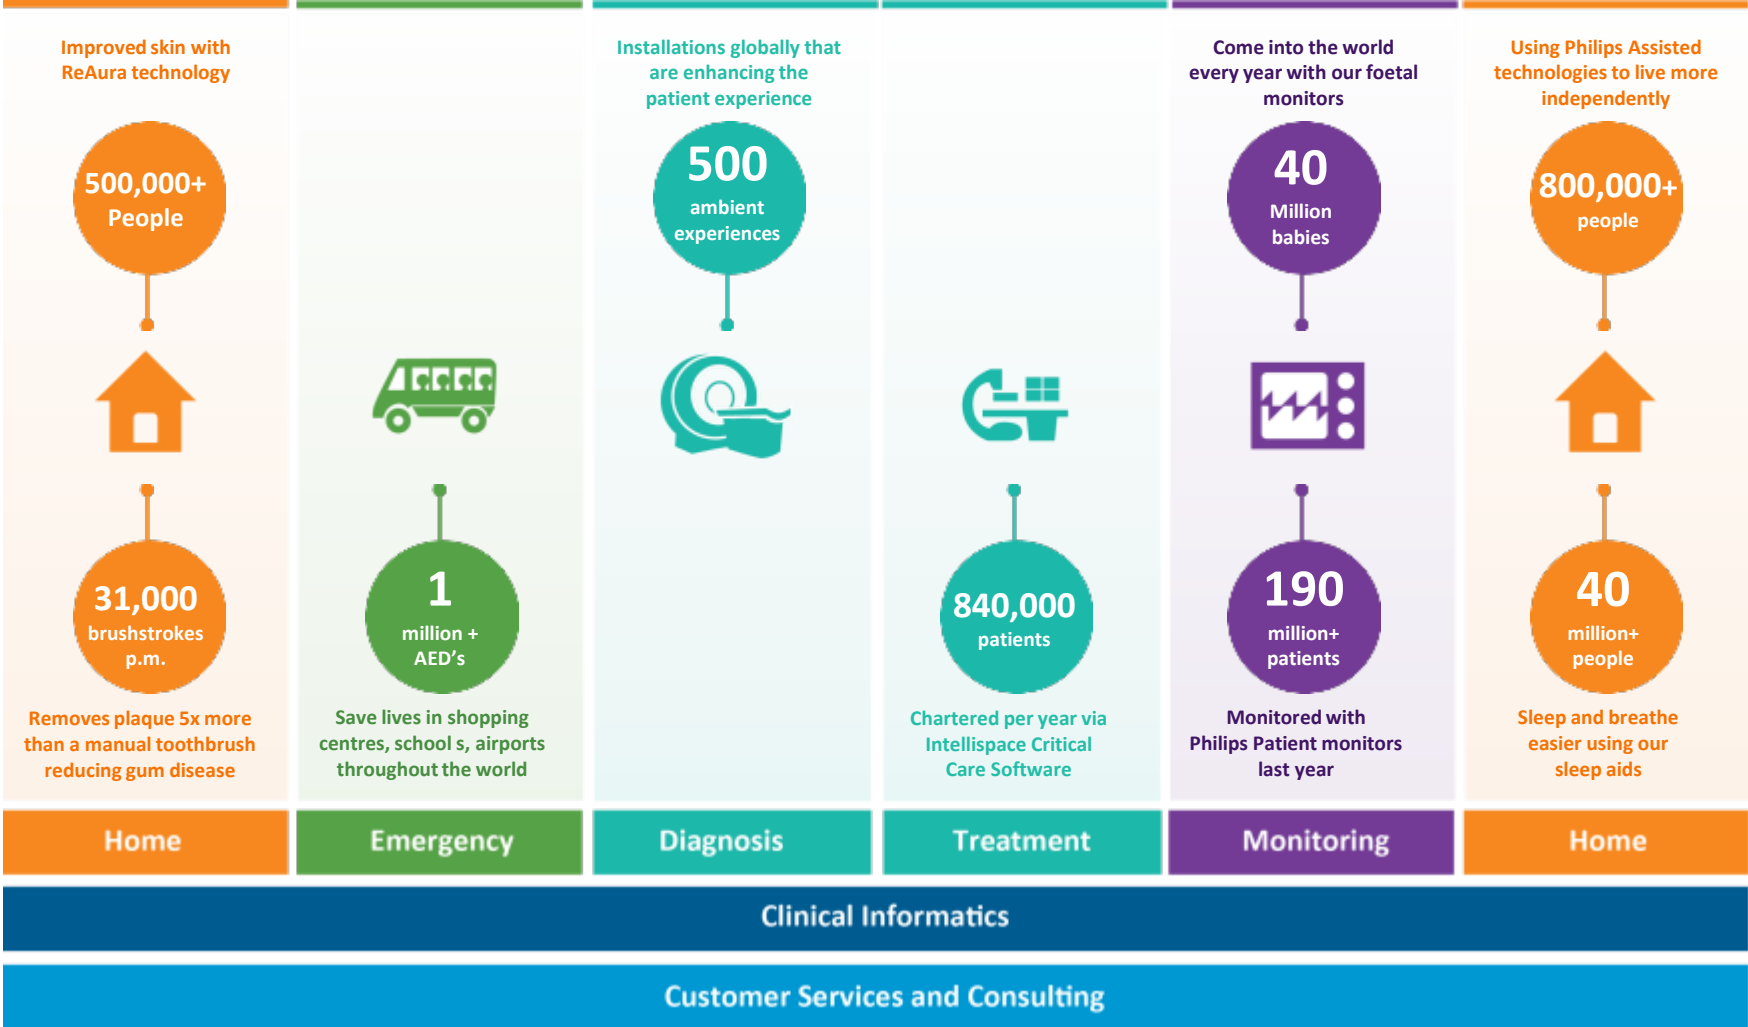 Improved skin with
ReAura technology
500,000+
People
31,000
brushstrokes
p.m.
Removes plaque 5x more
than a manual toothbrush
reducing gum disease
Home
1
million +
AED’s
Save lives in shopping
centres, school s, airports
throughout the world
Emergency
Installations globally that
are enhancing the
patient experience
500
ambient
experiences
Diagnosis
840,000
patients
Chartered per year via
Intellispace Critical
Care Software
Treatment
Come into the world
every year with our foetal
monitors
40
Million
babies
190
million+
patients
Monitored with
Philips Patient monitors
last year
Monitoring
Using Philips Assisted
technologies to live more
independently
800,000+
people
40
million+
people
Sleep and breathe
easier using our
sleep aids
Home
Clinical Informatics
Customer Services and Consulting